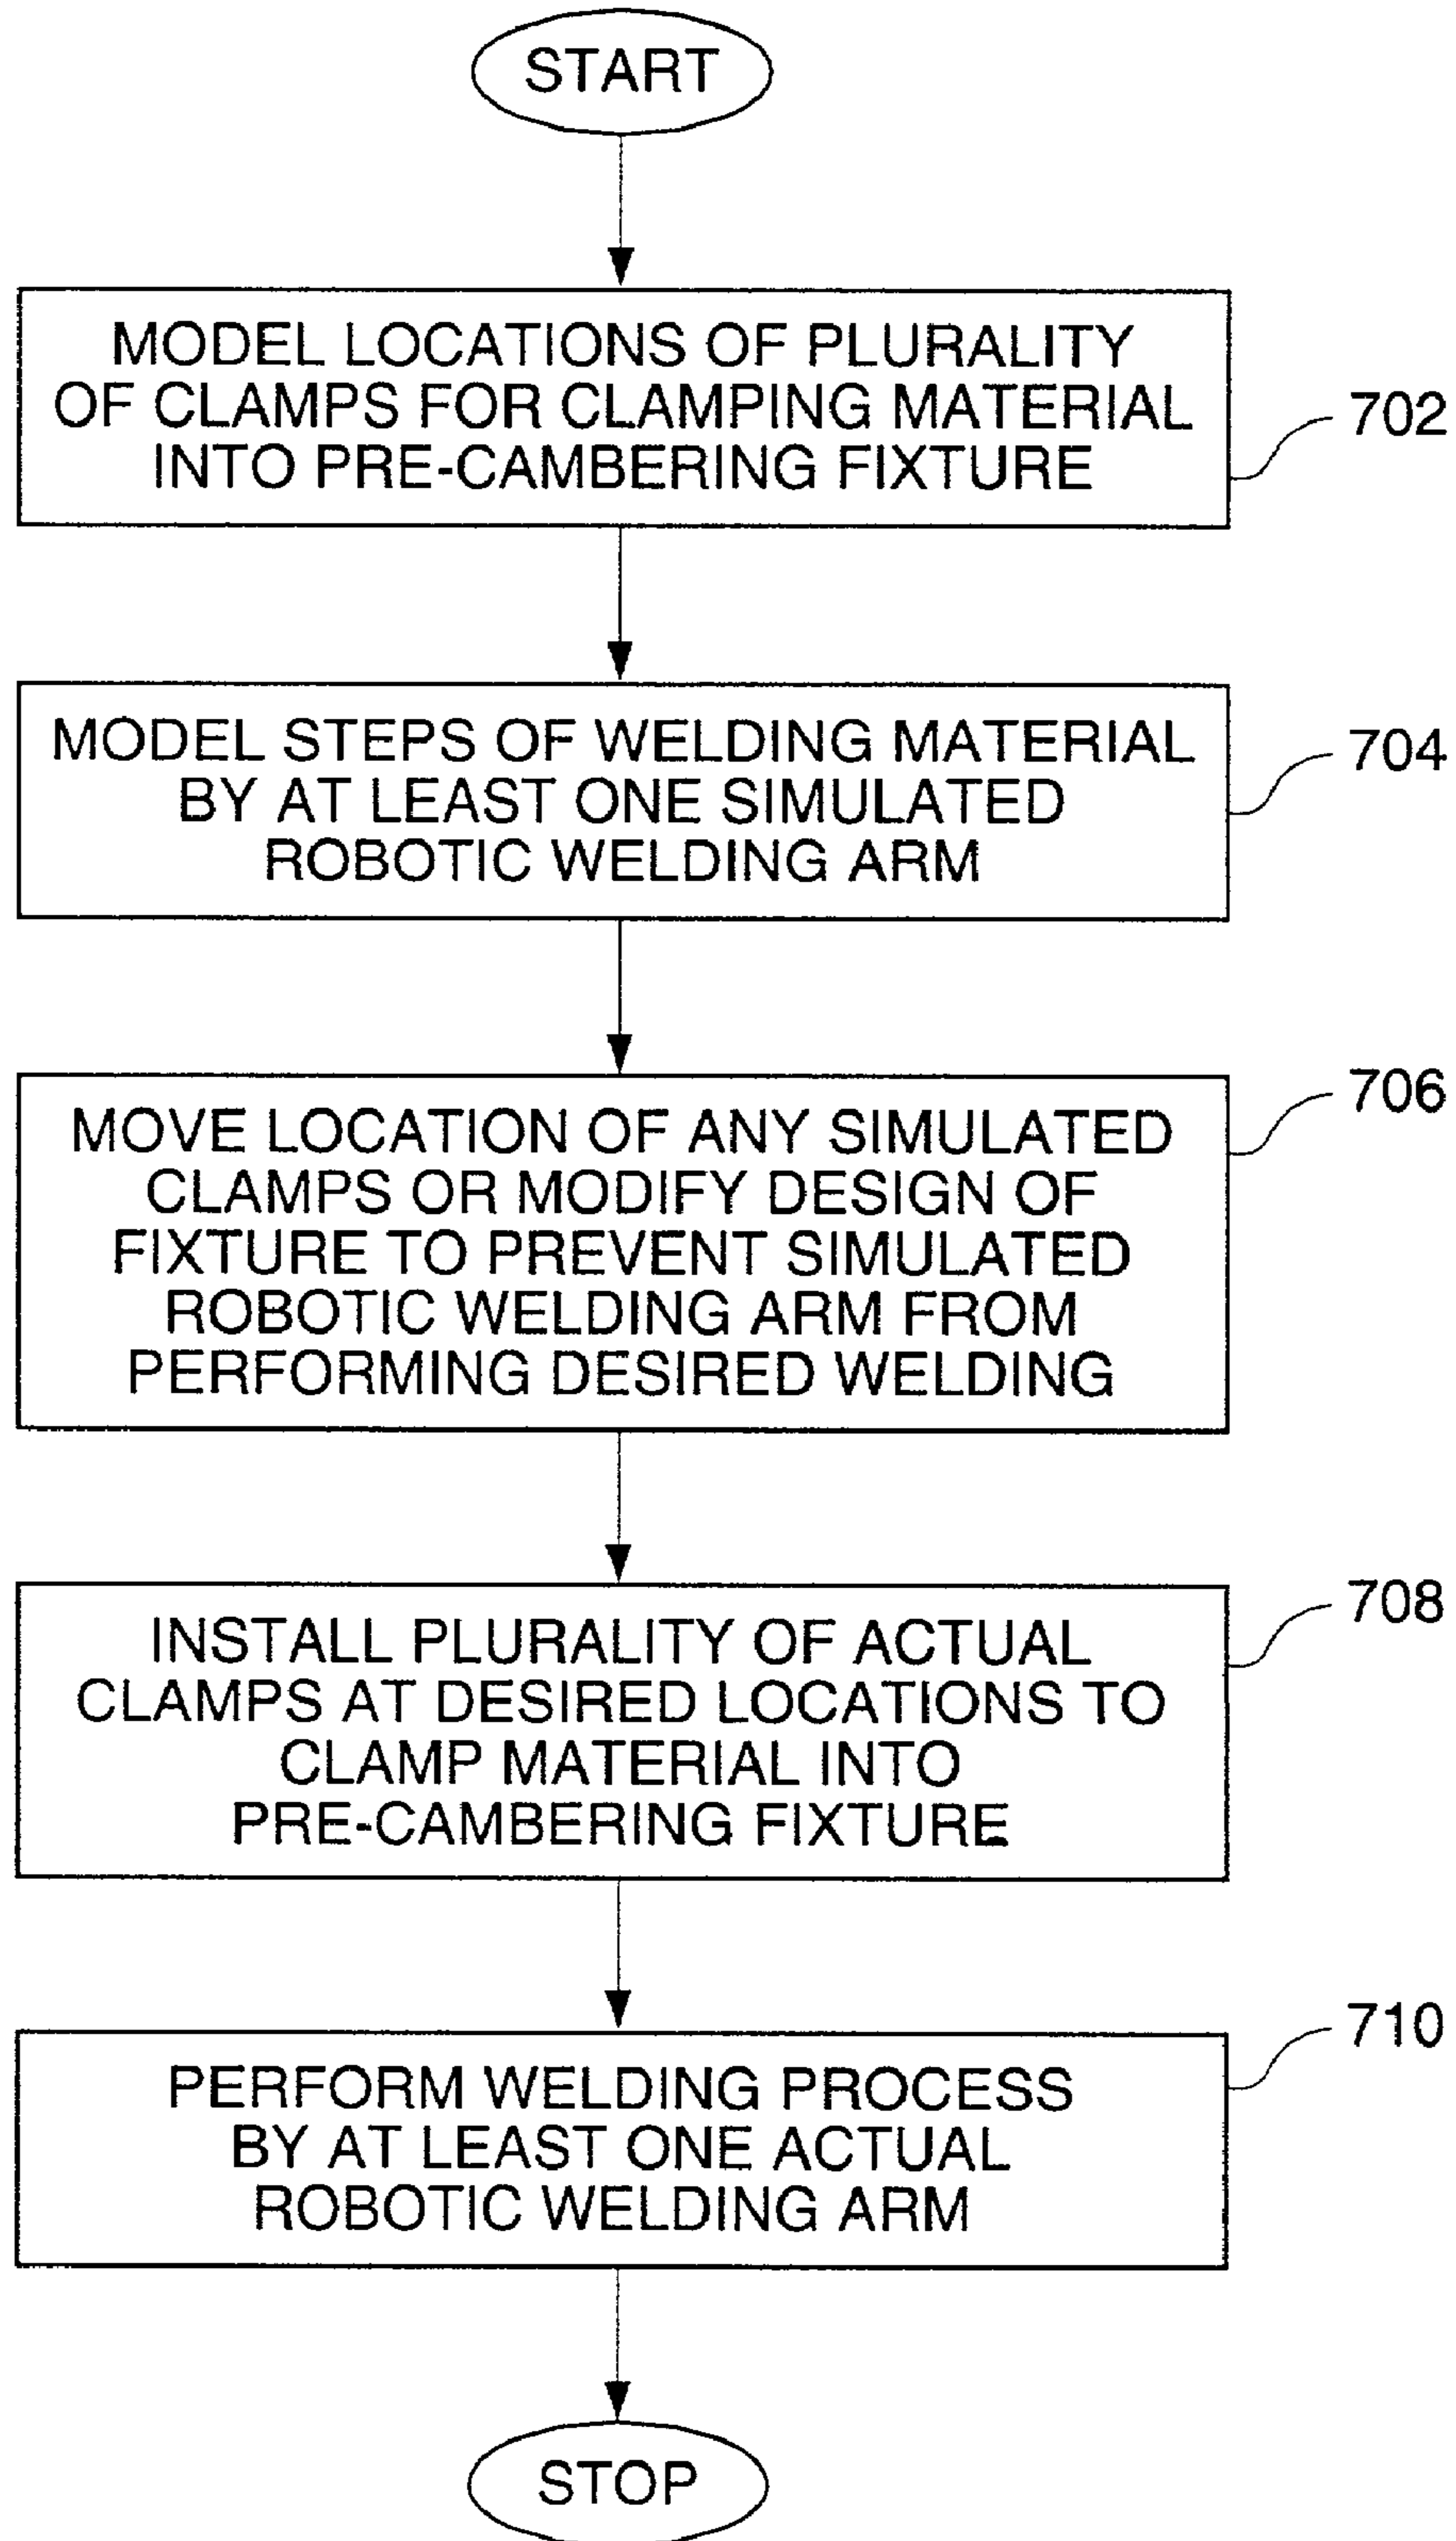 START
MODEL LOCATIONS OF PLURALITY
OF CLAMPS FOR CLAMPING MATERIAL
INTO PRE-CAMBERING FIXTURE
702
MODEL STEPS OF WELDING MATERIAL
BY AT LEAST ONE SIMULATED
ROBOTIC WELDING ARM
704
MOVE LOCATION OF ANY SIMULATED
CLAMPS OR MODIFY DESIGN OF
FIXTURE TO PREVENT SIMULATED
ROBOTIC WELDING ARM FROM
PERFORMING DESIRED WELDING
706
INSTALL PLURALITY OF ACTUAL
CLAMPS AT DESIRED LOCATIONS TO
CLAMP MATERIAL INTO
PRE-CAMBERING FIXTURE
708
PERFORM WELDING PROCESS
BY AT LEAST ONE ACTUAL
ROBOTIC WELDING ARM
710
STOP